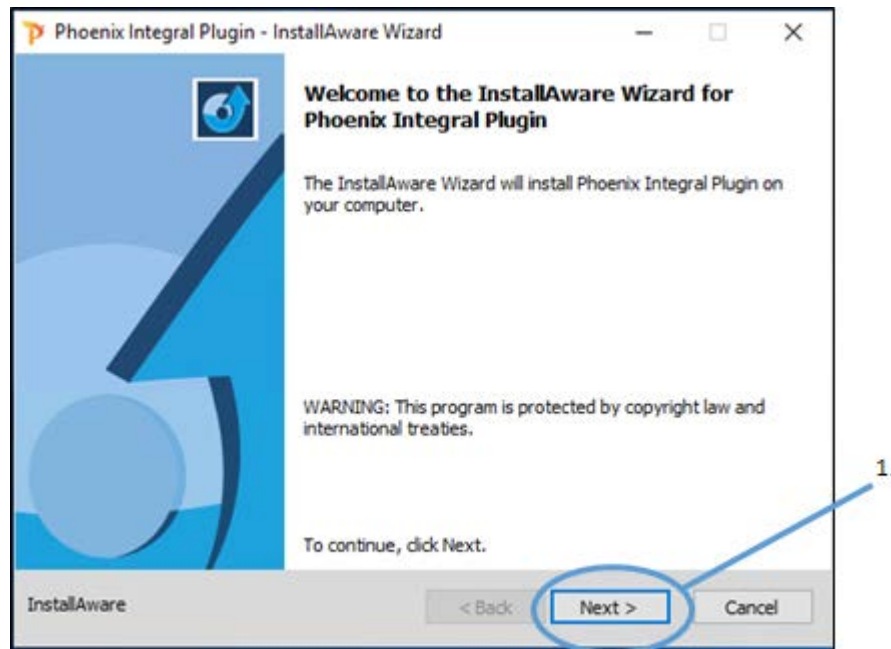 Phoenix Integral Plugin - InstallAware Wizard
Welcome to the InstallAware Wizard for
Phoenix Integral Plugin
The InstallAware Wizard will install Phoenix Integral Plugin on
your computer.
WARNING: This program is protected by copyright law and
international treaties.
1
To continue, click Next.
InstallAware
< Back
Next >
Cancel